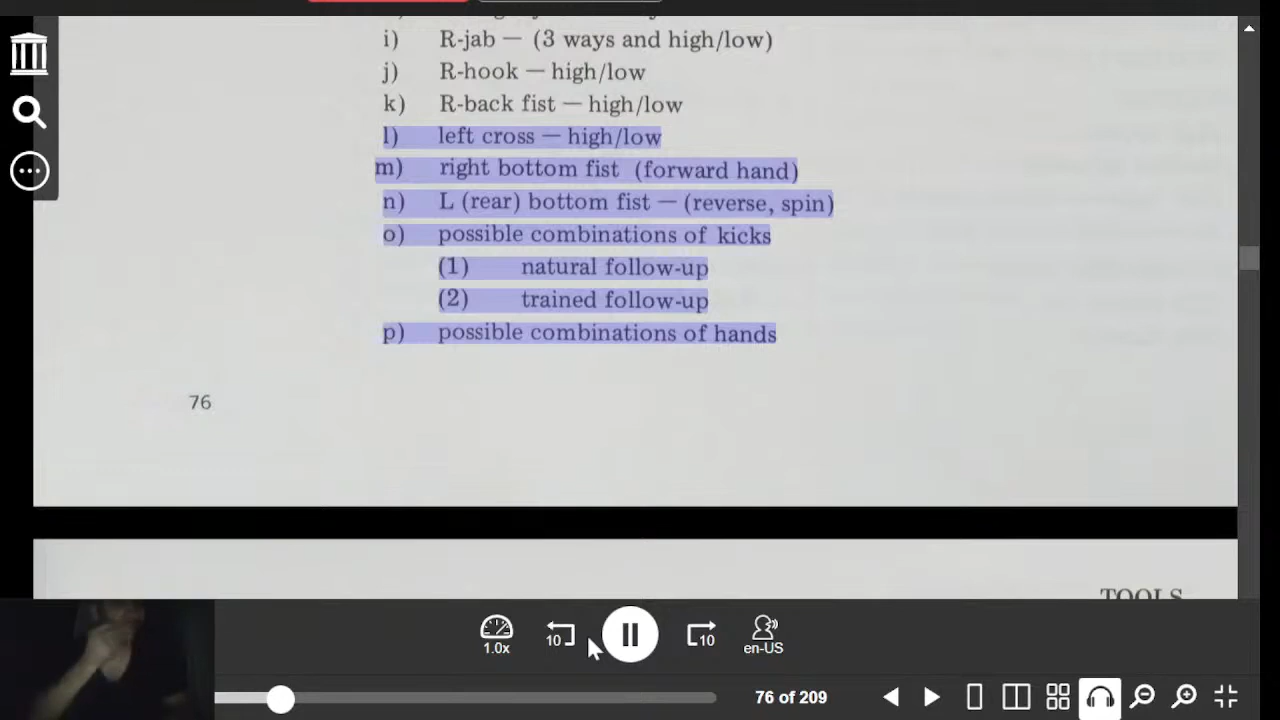 i) R-jab — (3 ways and high/low)
j) R-hook — high/low
k) R-back fist — high/low
l) left cross — high/low
m) right bottom fist (forward hand)
n) L (rear) bottom fist — (reverse, spin)
o) possible combinations of kicks
(1) natural follow-up
(2) trained follow-up
p) possible combinations of hands
76
TOOLS
1.0x
10
10
en-US
76 of 209